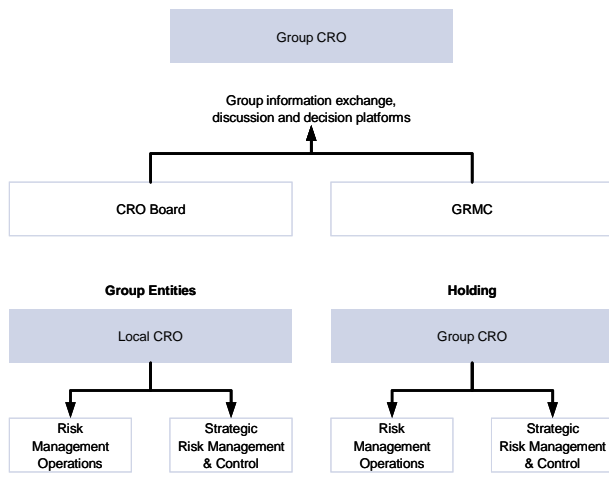 Group CRO
Group information exchange,
discussion and decision platforms
CRO Board
GRMC
Group Entities
Holding
Local CRO
Group CRO
Risk
Management
Operations
Strategic
Risk Management
& Control
Risk
Management
Operations
Strategic
Risk Management
& Control